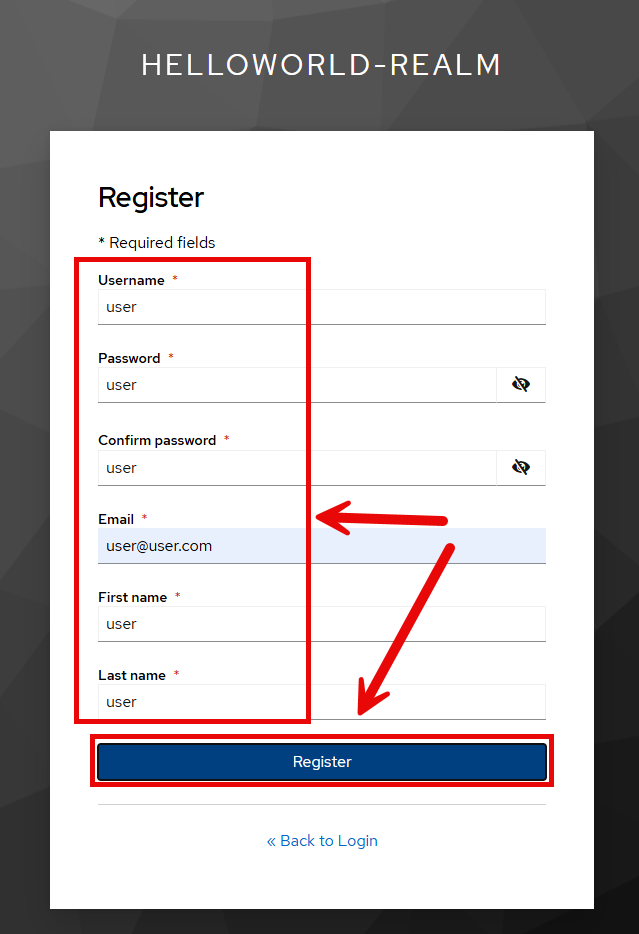 HELLOWORLD-REALM
Register
* Required fields
Username *
user
Password *
user
Confirm password *
user
Email *
user@user.com
First name *
user
Last name *
user
Register
« Back to Login